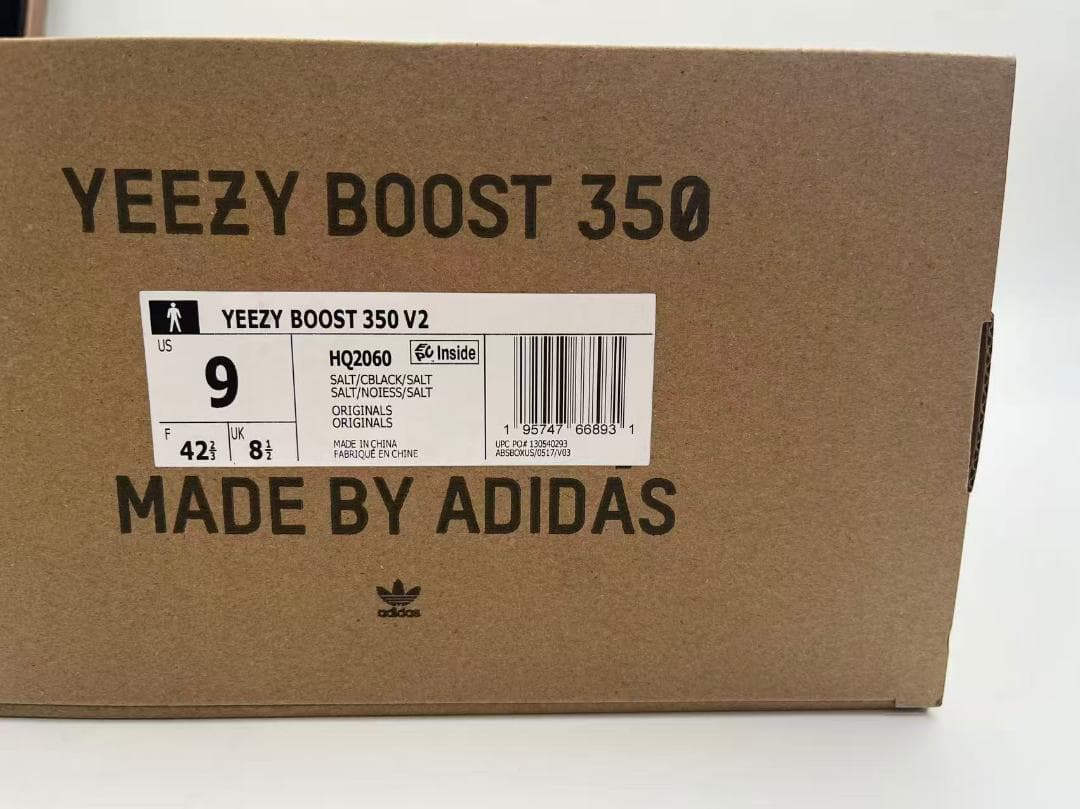 YEEZY BOOST 350
YEEZY BOOST 350 V2
US
9
F 42⅔
UK 8½
HQ2060
Inside
SALT/CBLACK/SALT
SALT/NOIESS/SALT
ORIGINALS
ORIGINALS
MADE IN CHINA
FABRIQUÉ EN CHINE
1 95747 66893 1
UPC PO# 130540293
ABSBOXUS/0517/V03
MADE BY ADIDAS
adidas